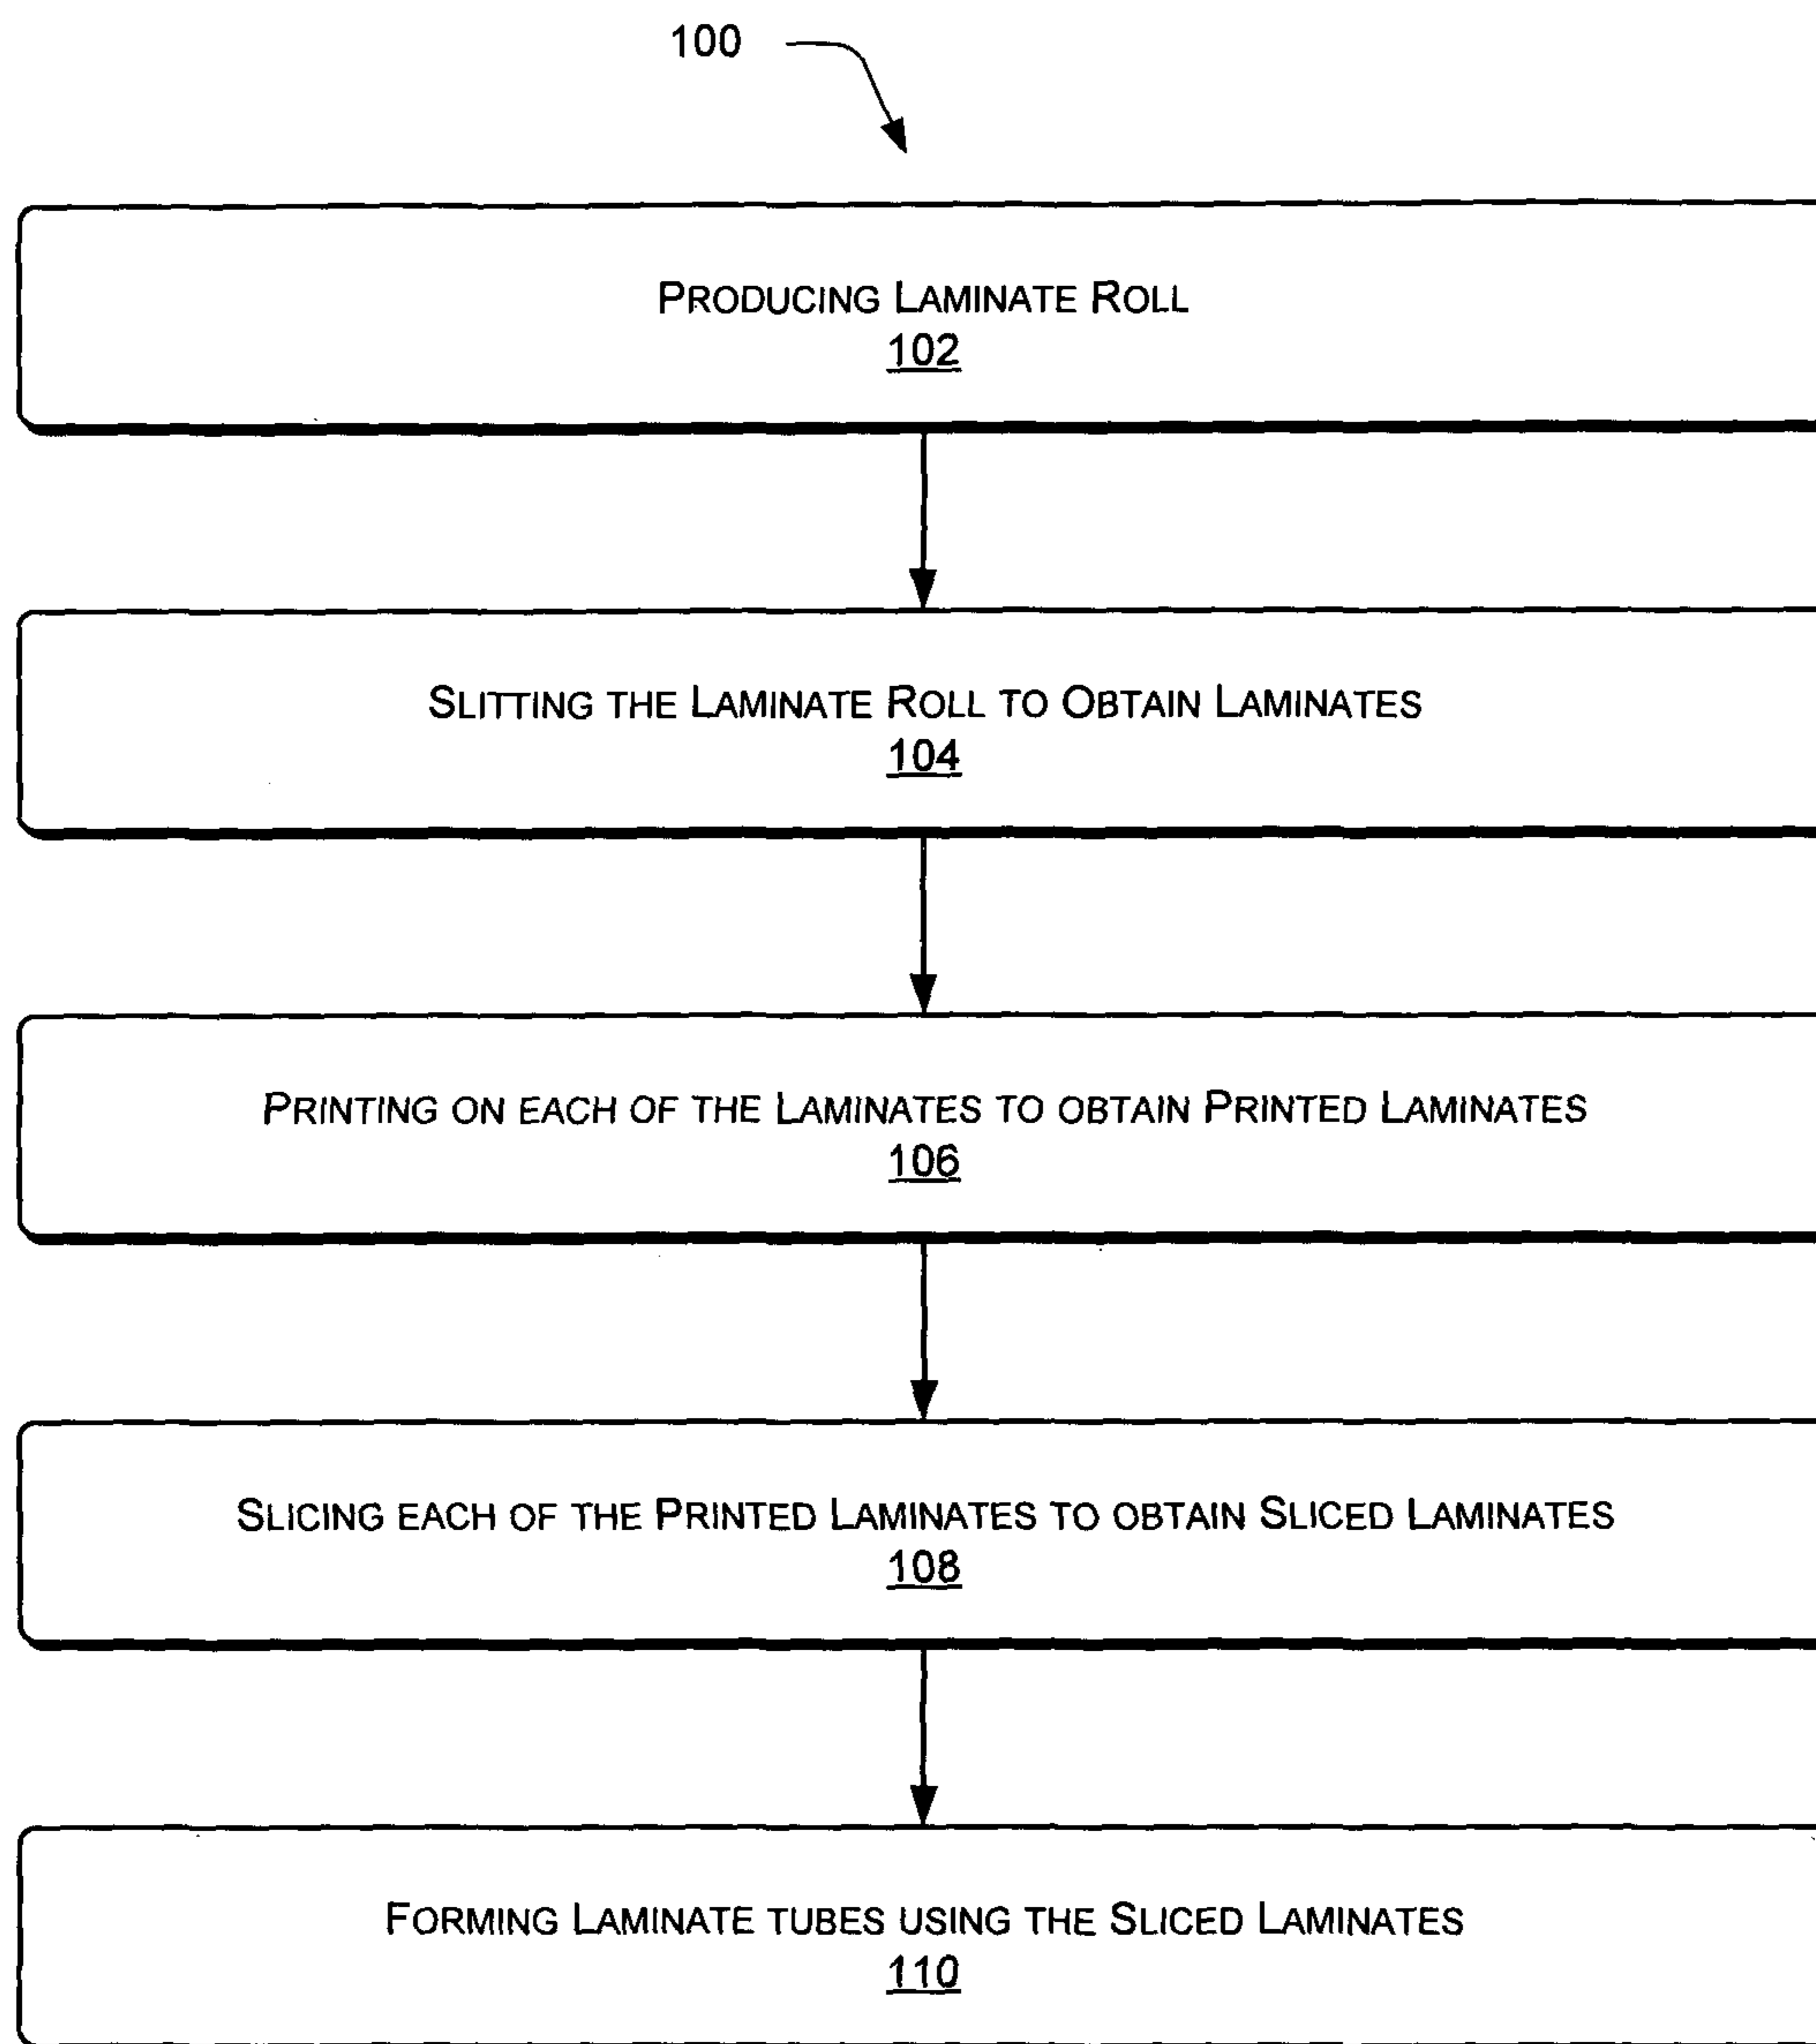 100
Producing Laminate Roll
102
Slitting the Laminate Roll to Obtain Laminates
104
Printing on each of the Laminates to obtain Printed Laminates
106
Slicing each of the Printed Laminates to obtain Sliced Laminates
108
Forming Laminate tubes using the Sliced Laminates
110